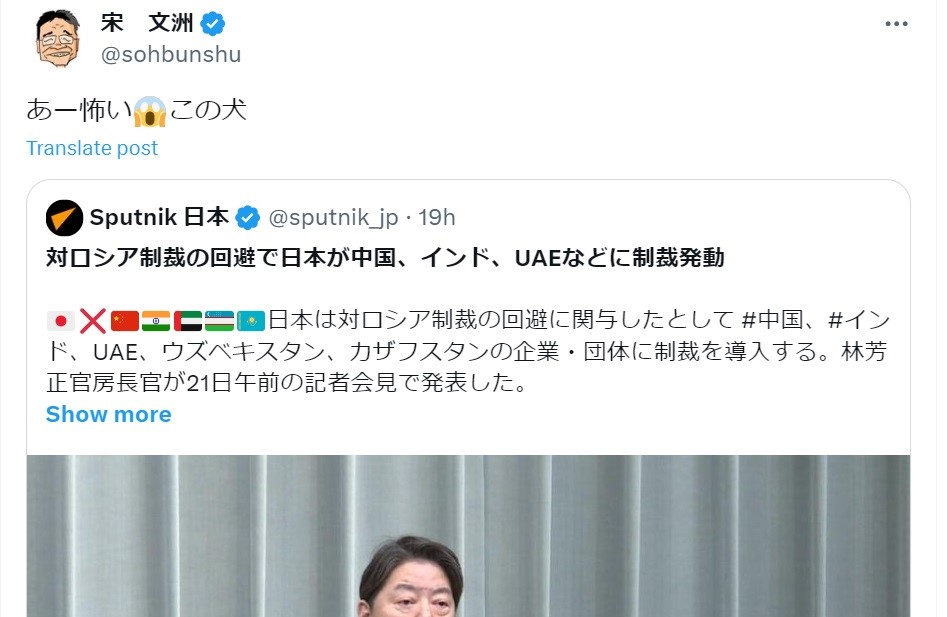 宋　文洲
@sohbunshu
あー怖い😱この犬
Translate post
Sputnik 日本 @sputnik_jp · 19h
対ロシア制裁の回避で日本が中国、インド、UAEなどに制裁発動
🇯🇵❌🇨🇳🇮🇳🇦🇪🇺🇿🇰🇿日本は対ロシア制裁の回避に関与したとして #中国、#イン
ド、UAE、ウズベキスタン、カザフスタンの企業・団体に制裁を導入する。林芳
正官房長官が21日午前の記者会見で発表した。
Show more